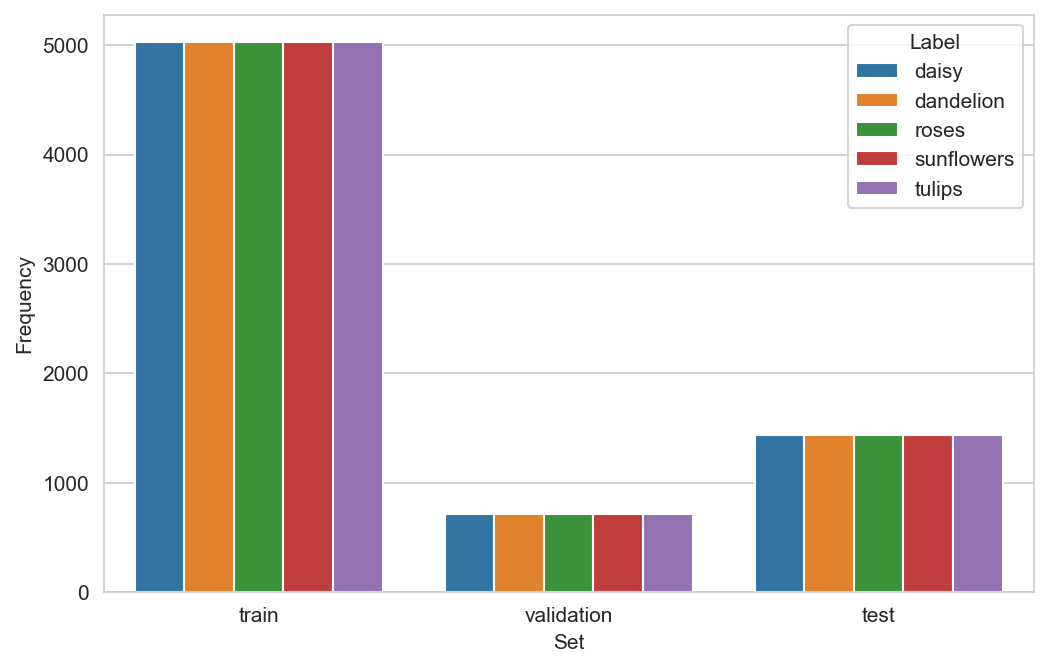 5000
4000
3000
2000
1000
0
Frequency
train
validation
test
Set
Label
daisy
dandelion
roses
sunflowers
tulips